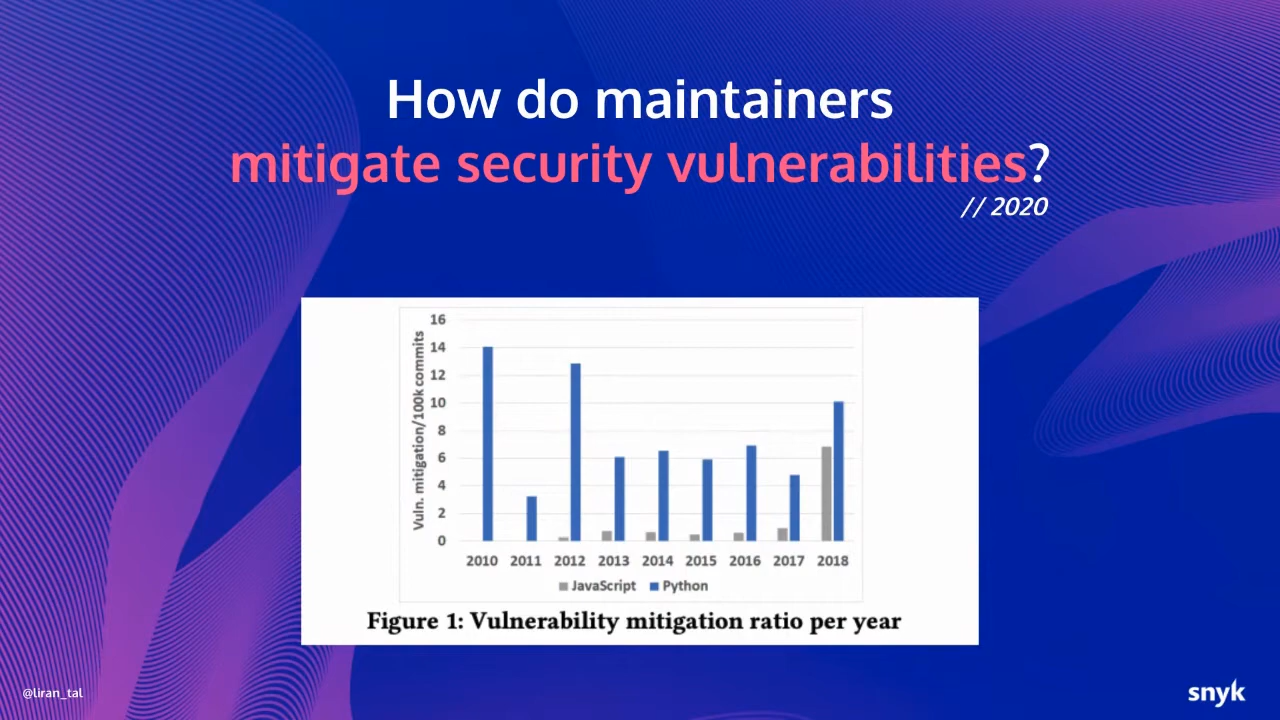 How do maintainers
mitigate security vulnerabilities?
// 2020
Vuln. mitigation/100k commits
16
14
12
10
8
6
4
2
0
2010 2011 2012 2013 2014 2015 2016 2017 2018
JavaScript Python
Figure 1: Vulnerability mitigation ratio per year
@liran_tal
snyk